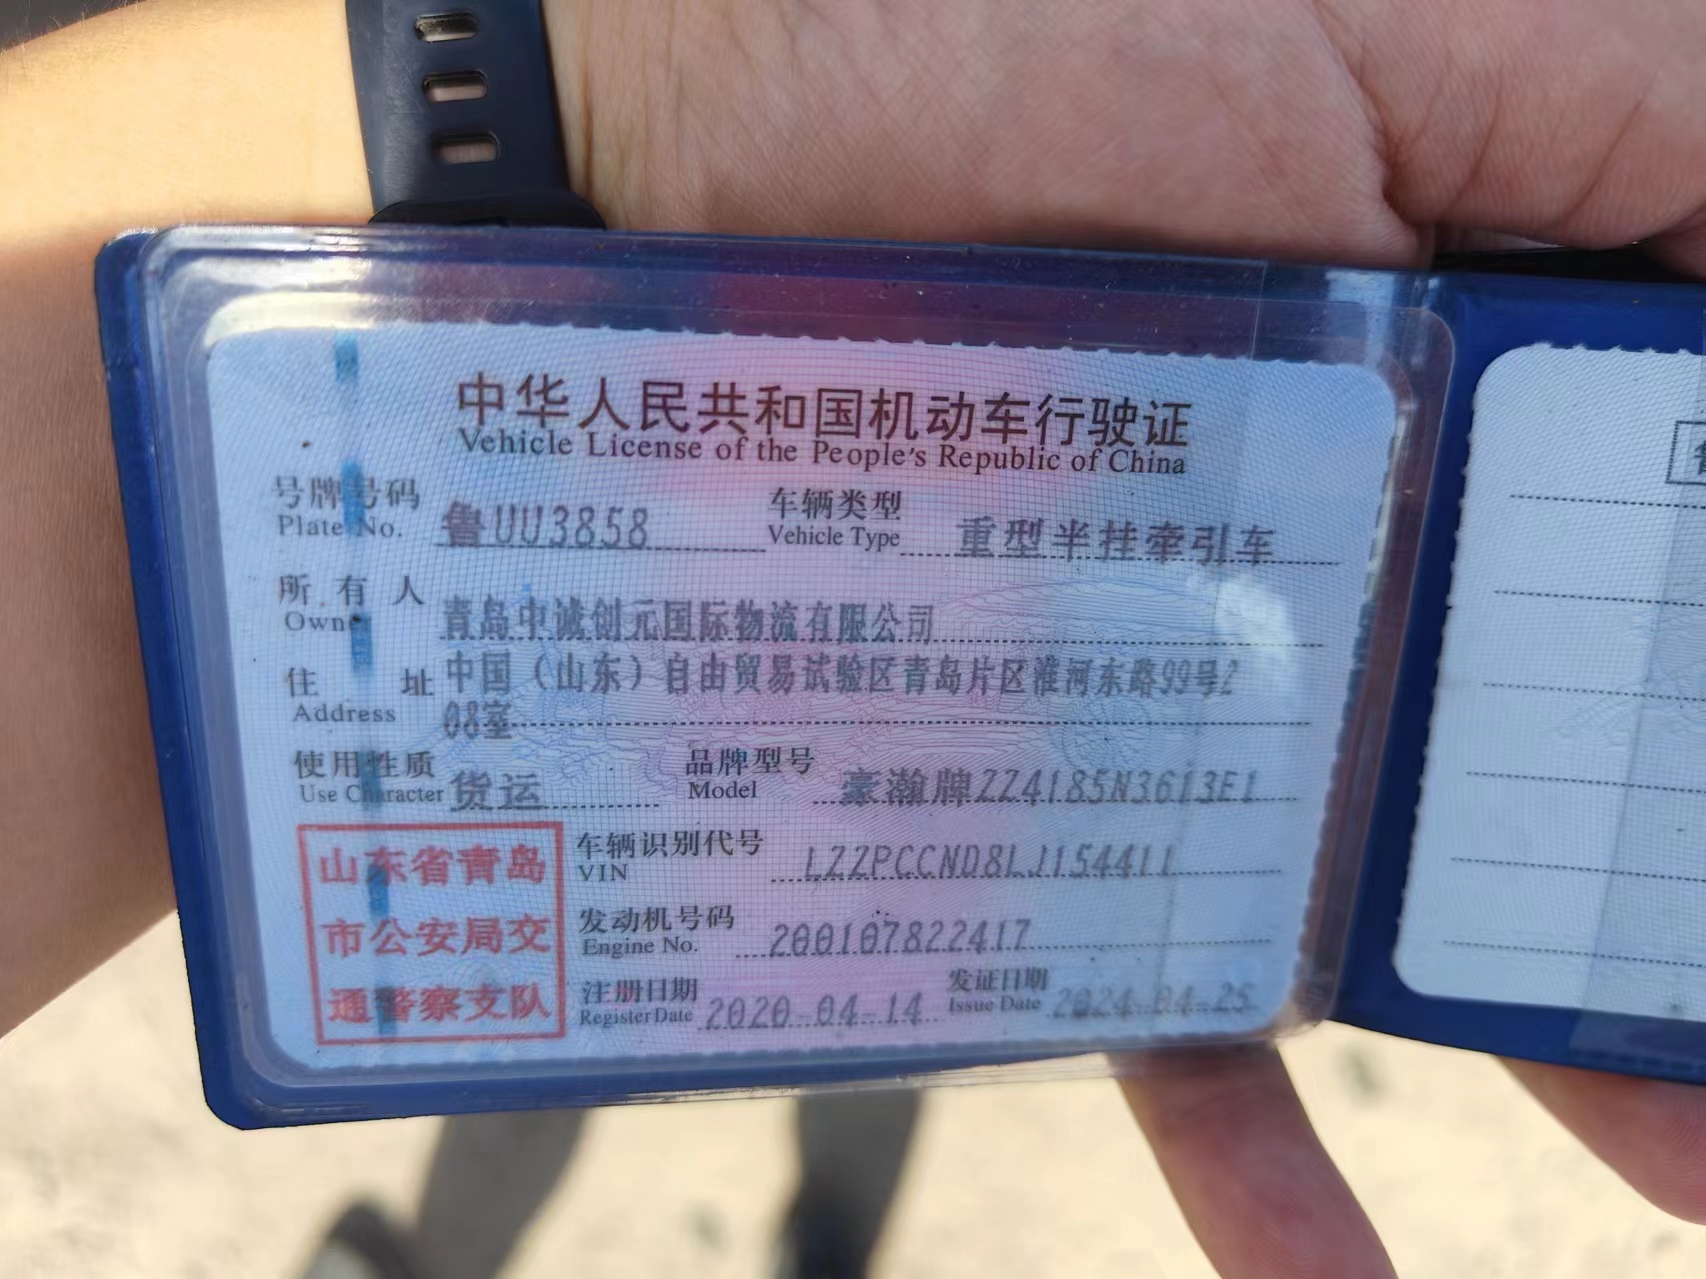 中华人民共和国机动车行驶证
Vehicle License of the People's Republic of China
号牌号码 鲁UU3858 车辆类型 重型半挂牵引车
Plate No. Vehicle Type
所有人 青岛中诚创元国际物流有限公司
Owner
住址 中国（山东）自由贸易试验区青岛片区淮河东路99号2
Address 08室
使用性质 货运 品牌型号 豪瀚牌ZZ4185N3613E1
Use Character Model
车辆识别代号 LZZPCCND8LJ154411
VIN
发动机号码 200107822417
Engine No.
注册日期 2020-04-14 发证日期 2024-04-25
Register Date Issue Date
山东省青岛
市公安局交
通警察支队